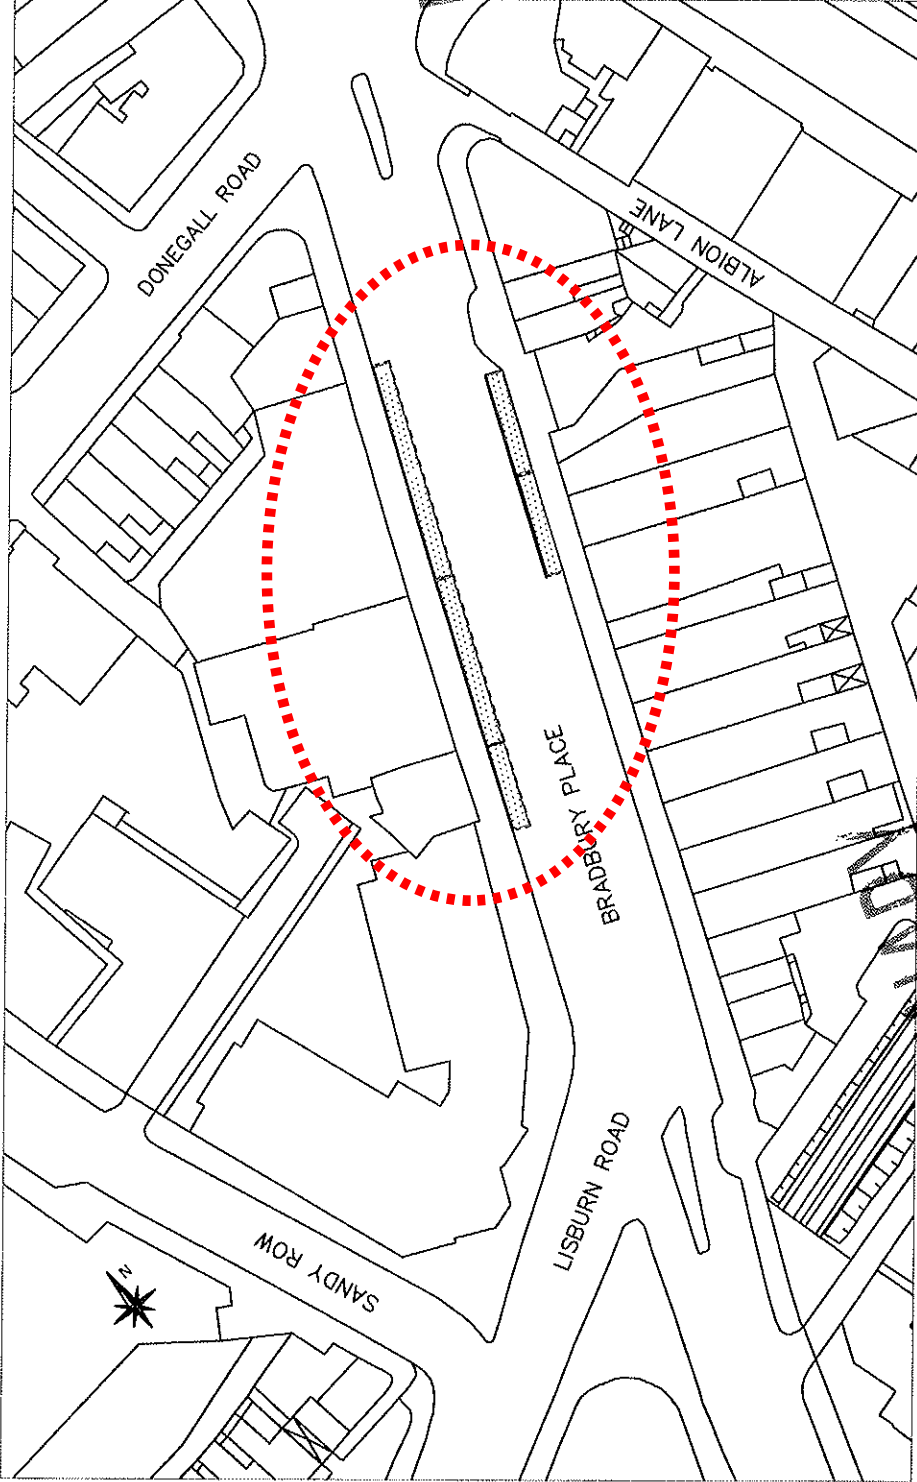 DONEGALL ROAD
ALBION LANE
BRADBURY PLACE
LISBURN ROAD
SANDY ROW
N